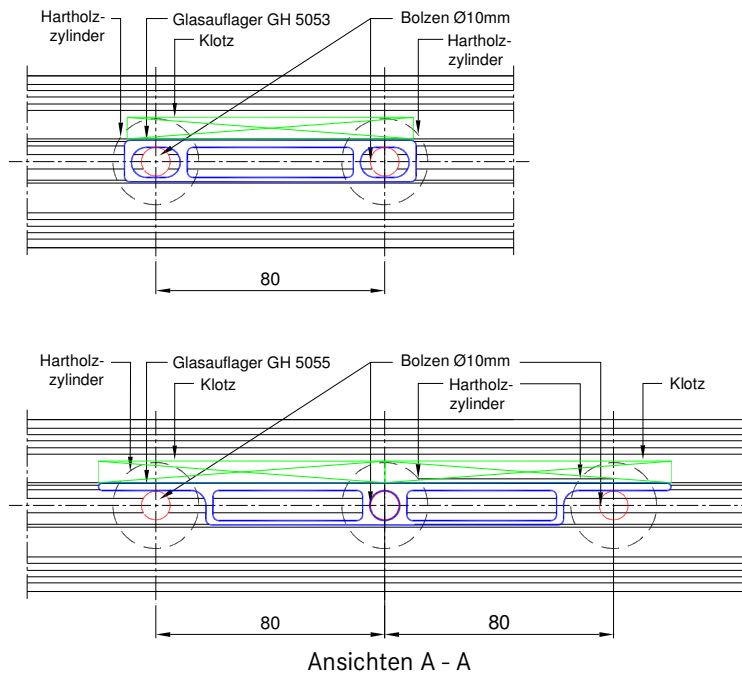 Hartholz-
zylinder
Glasauflager GH 5053
Klotz
Bolzen Ø10mm
Hartholz-
zylinder
80
Hartholz-
zylinder
Glasauflager GH 5055
Klotz
Bolzen Ø10mm
Hartholz-
zylinder
Klotz
80
80
Ansichten A - A